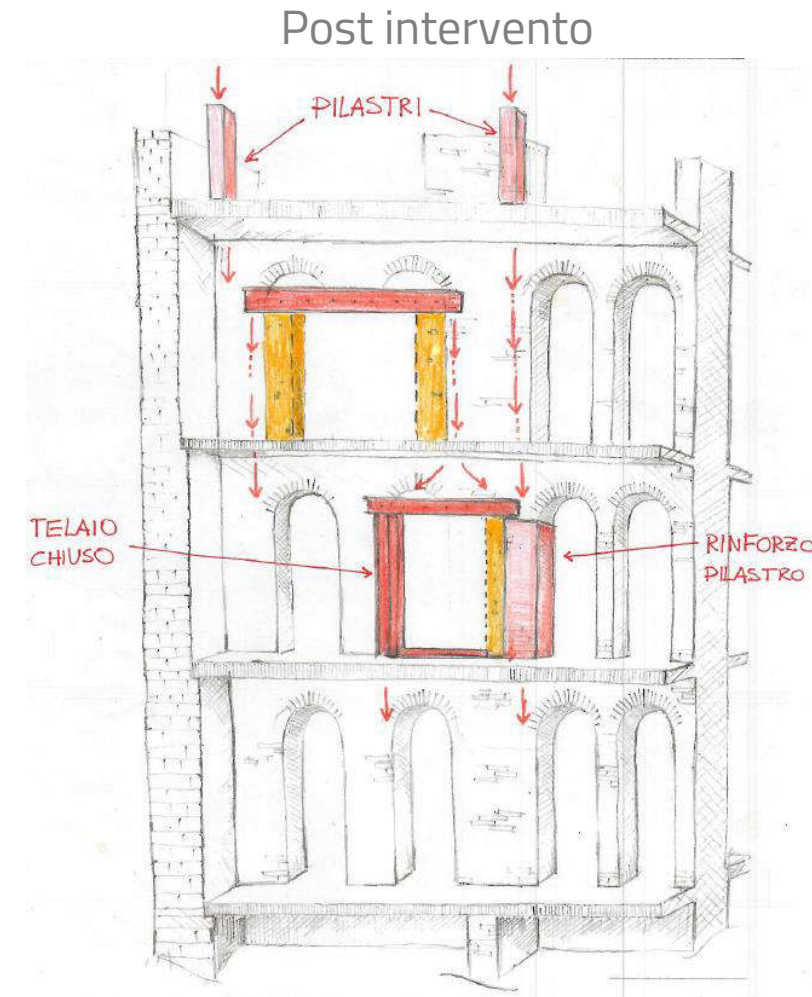 Post intervento
PILASTRI
TELAIO
CHIUSO
RINFORZO
PILASTRO